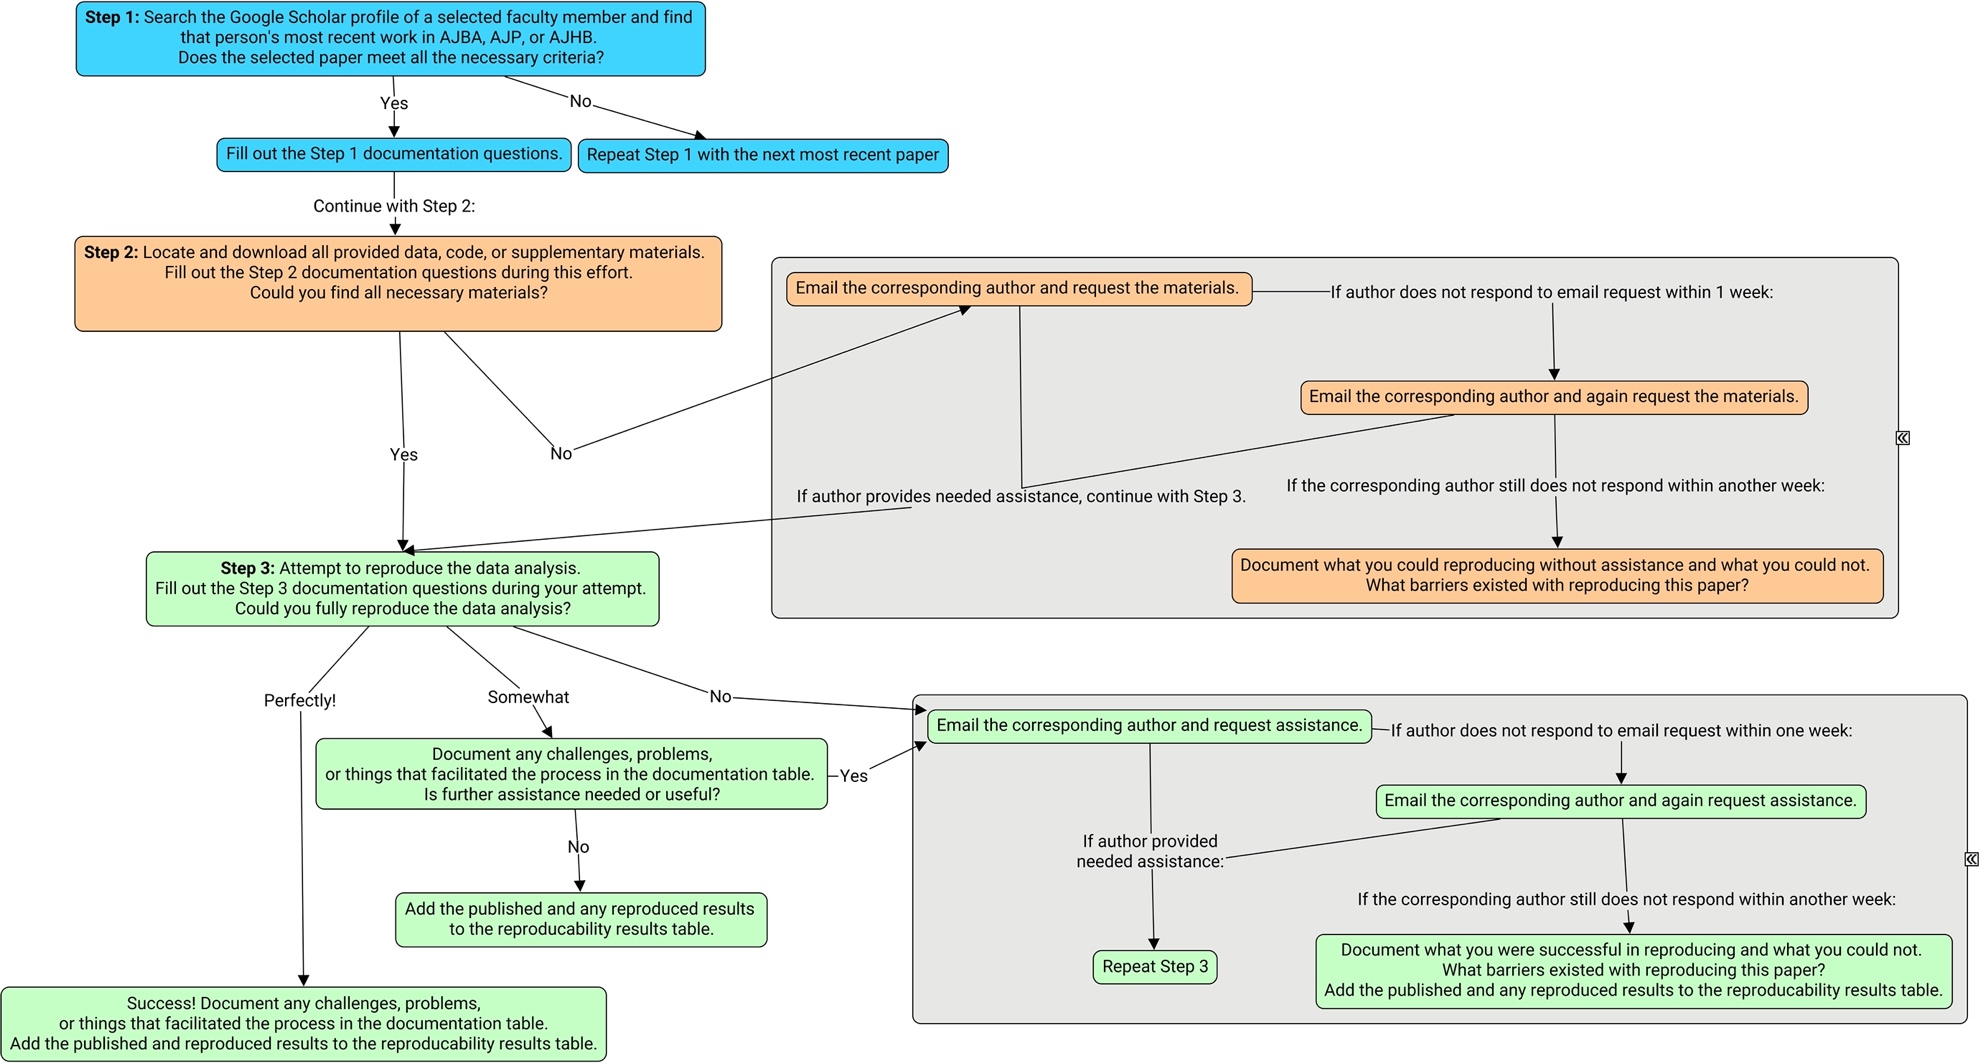 Step 1: Search the Google Scholar profile of a selected faculty member and find
that person's most recent work in AJBA, AJP, or AJHB.
Does the selected paper meet all the necessary criteria?
Yes
No
Fill out the Step 1 documentation questions.
Repeat Step 1 with the next most recent paper
Continue with Step 2:
Step 2: Locate and download all provided data, code, or supplementary materials.
Fill out the Step 2 documentation questions during this effort.
Could you find all necessary materials?
Email the corresponding author and request the materials.
If author does not respond to email request within 1 week:
Email the corresponding author and again request the materials.
Yes
No
If author provides needed assistance, continue with Step 3.
If the corresponding author still does not respond within another week:
Document what you could reproducing without assistance and what you could not.
What barriers existed with reproducing this paper?
Step 3: Attempt to reproduce the data analysis.
Fill out the Step 3 documentation questions during your attempt.
Could you fully reproduce the data analysis?
Perfectly!
Somewhat
No
Document any challenges, problems,
or things that facilitated the process in the documentation table.
Is further assistance needed or useful?
Yes
No
Add the published and any reproduced results
to the reproducability results table.
Success! Document any challenges, problems,
or things that facilitated the process in the documentation table.
Add the published and reproduced results to the reproducability results table.
Email the corresponding author and request assistance.
If author does not respond to email request within one week:
Email the corresponding author and again request assistance.
If author provided
needed assistance:
If the corresponding author still does not respond within another week:
Repeat Step 3
Document what you were successful in reproducing and what you could not.
What barriers existed with reproducing this paper?
Add the published and any reproduced results to the reproducability results table.